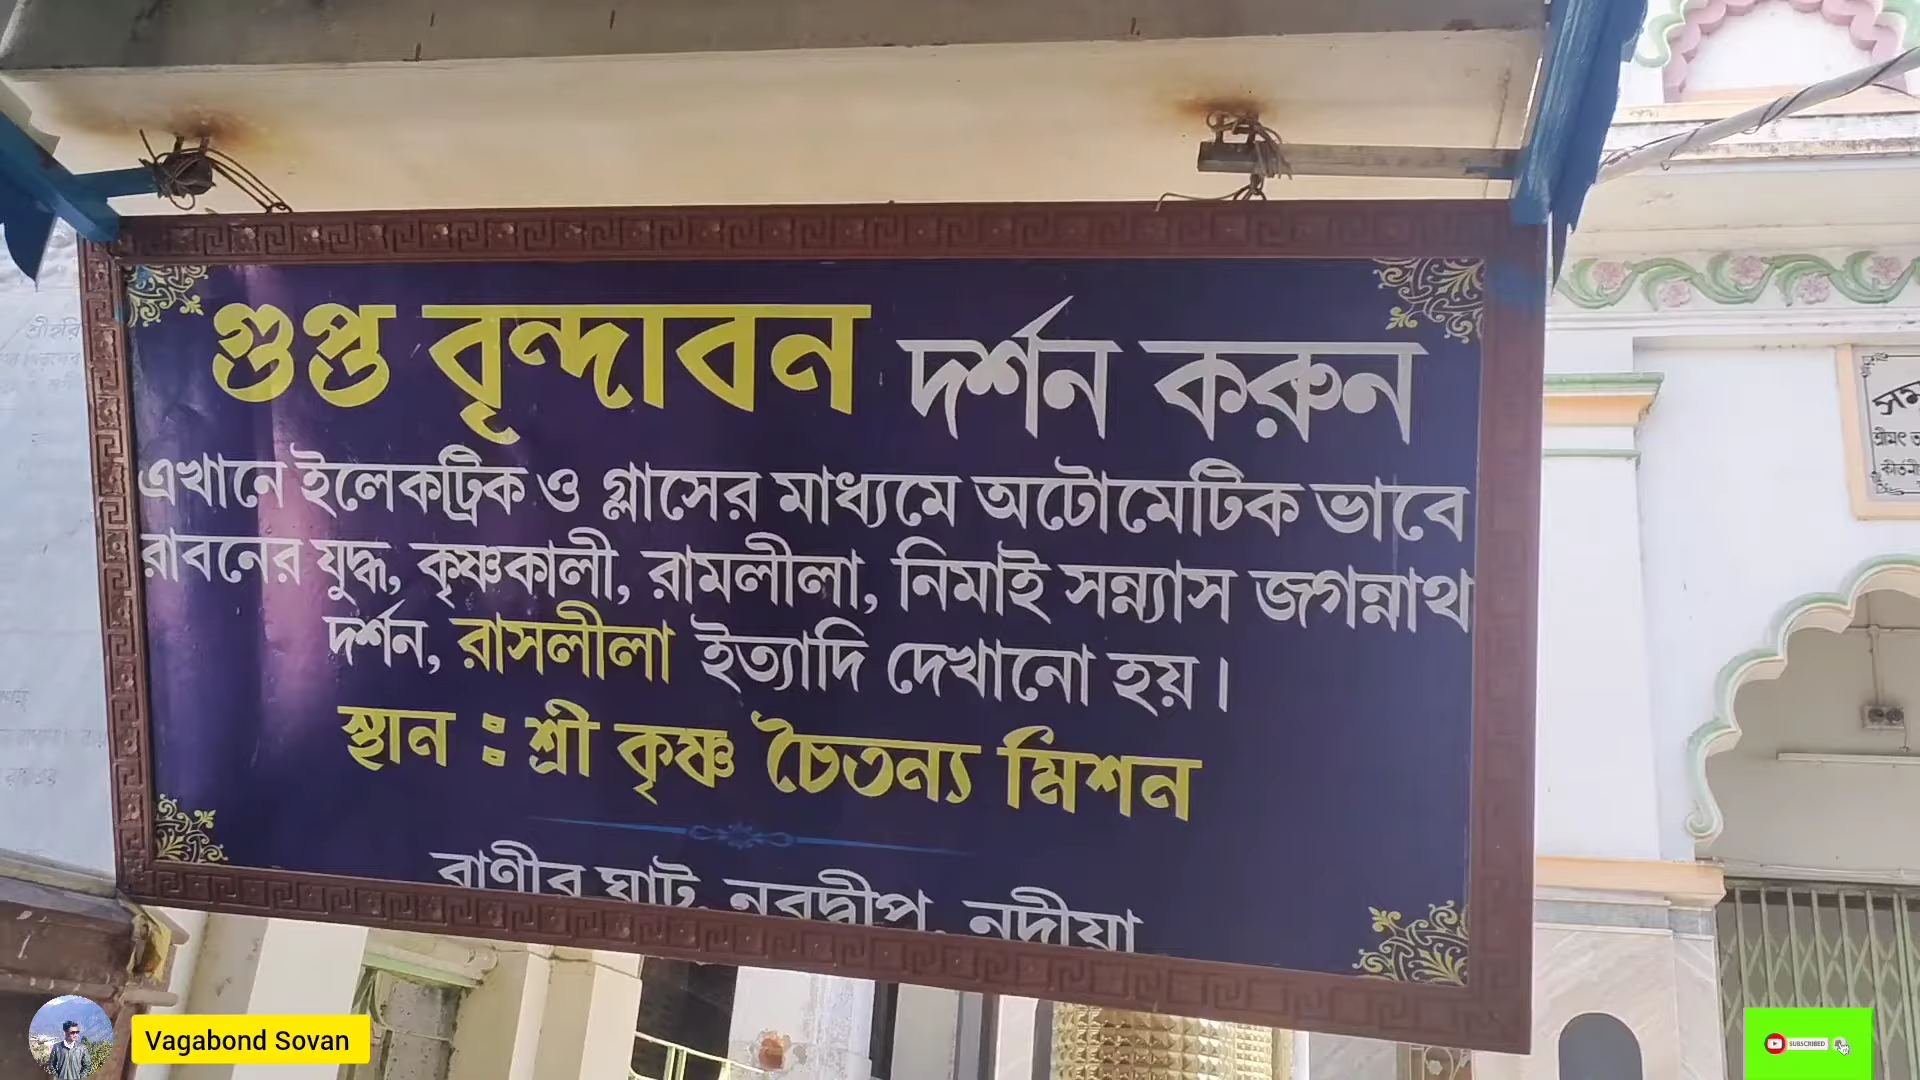 গুপ্ত বৃন্দাবন দর্শন করুন
এখানে ইলেকট্রিক ও গ্লাসের মাধ্যমে অটোমেটিক ভাবে
রাবনের যুদ্ধ, কৃষ্ণকালী, রামলীলা, নিমাই সন্ন্যাস জগন্নাথ
দর্শন, রাসলীলা ইত্যাদি দেখানো হয়।
স্থান : শ্রী কৃষ্ণ চৈতন্য মিশন
রাণীর ঘাট, নবদ্বীপ, নদীয়া
Vagabond Sovan
SUBSCRIBED